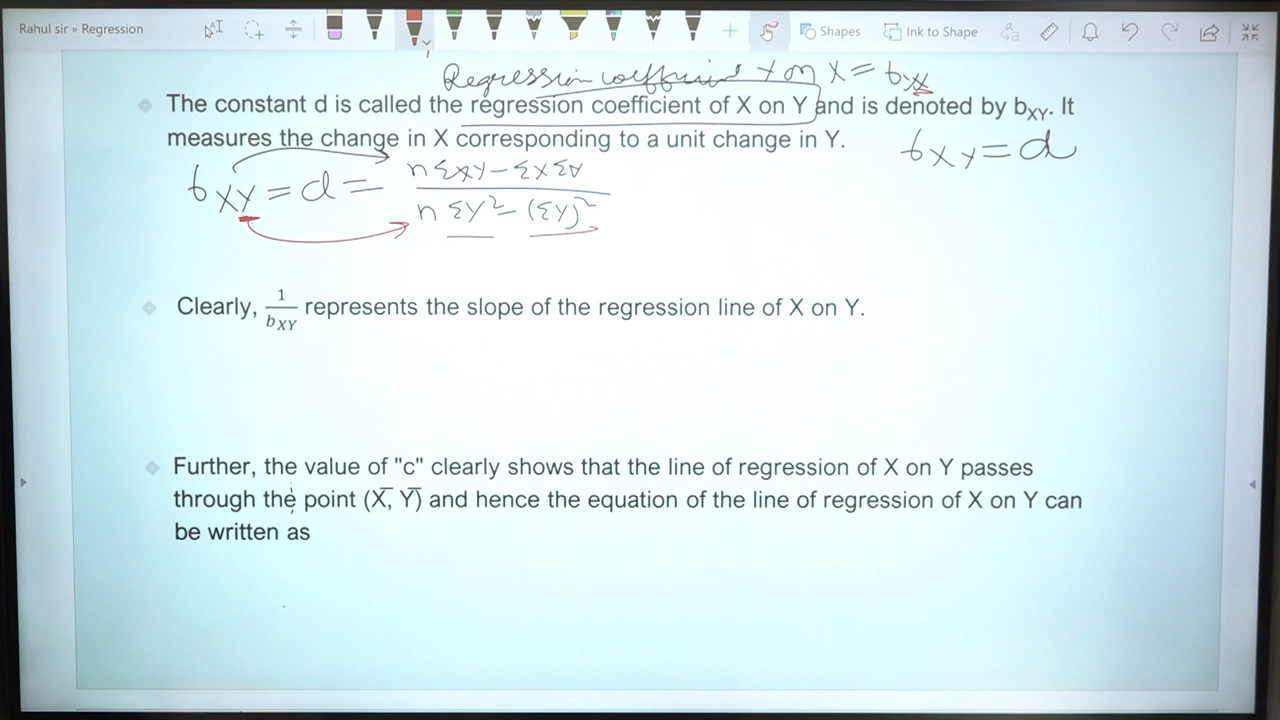 Rahul sir » Regression
Shapes
Ink to Shape
Regression coefficient Y on X = bYX
The constant d is called the regression coefficient of X on Y and is denoted by bXY. It
measures the change in X corresponding to a unit change in Y.
bXY = d
bXY = d = nΣXY − ΣXΣY
nΣY² − (ΣY)²
Clearly, 1/bXY represents the slope of the regression line of X on Y.
Further, the value of "c" clearly shows that the line of regression of X on Y passes
through the point (X̅, Y̅) and hence the equation of the line of regression of X on Y can
be written as